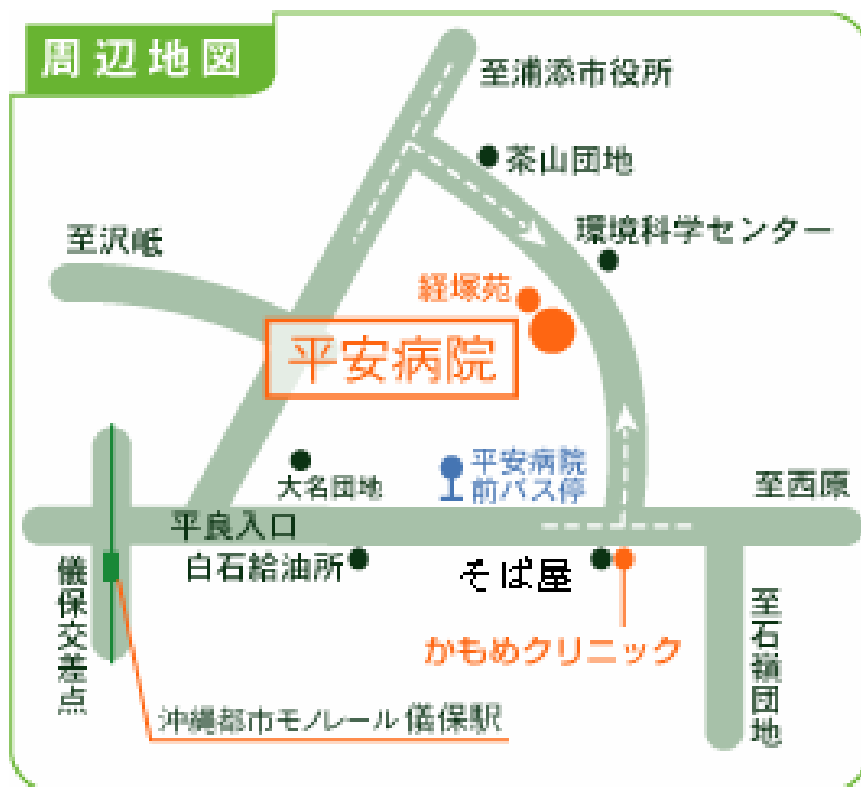 周辺地図
至浦添市役所
茶山団地
環境科学センター
至沢岻
経塚苑
平安病院
平安病院
前バス停
大名団地
至西原
平良入口
白石給油所
そば屋
儀保交差点
かもめクリニック
至石嶺団地
沖縄都市モノレール 儀保駅